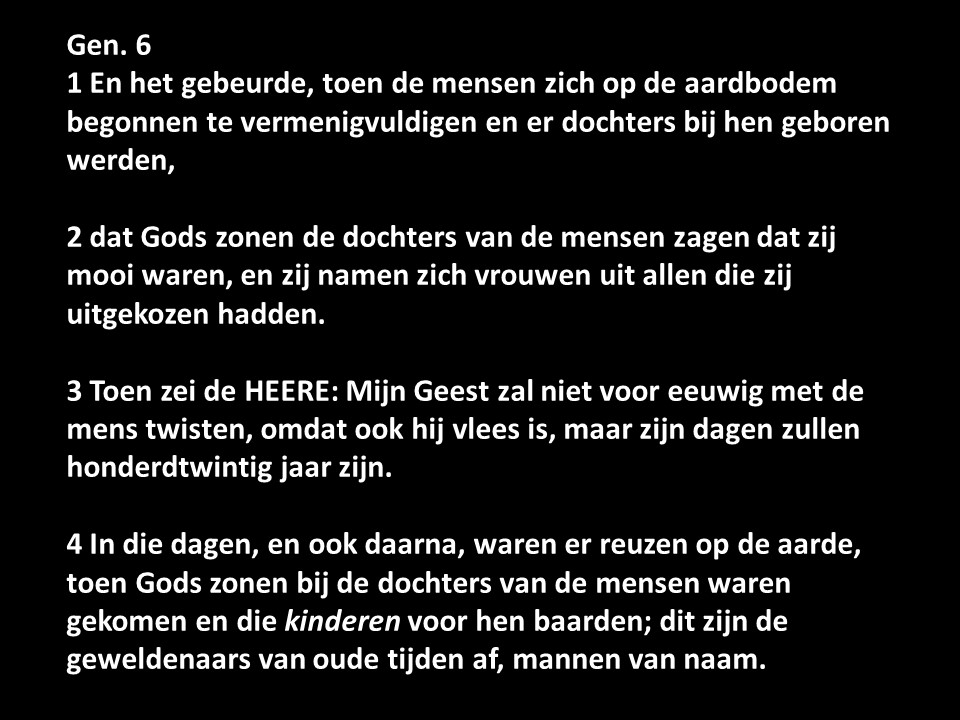 Gen. 6
1 En het gebeurde, toen de mensen zich op de aardbodem
begonnen te vermenigvuldigen en er dochters bij hen geboren
werden,
2 dat Gods zonen de dochters van de mensen zagen dat zij
mooi waren, en zij namen zich vrouwen uit allen die zij
uitgekozen hadden.
3 Toen zei de HEERE: Mijn Geest zal niet voor eeuwig met de
mens twisten, omdat ook hij vlees is, maar zijn dagen zullen
honderdtwintig jaar zijn.
4 In die dagen, en ook daarna, waren er reuzen op de aarde,
toen Gods zonen bij de dochters van de mensen waren
gekomen en die kinderen voor hen baarden; dit zijn de
geweldenaars van oude tijden af, mannen van naam.